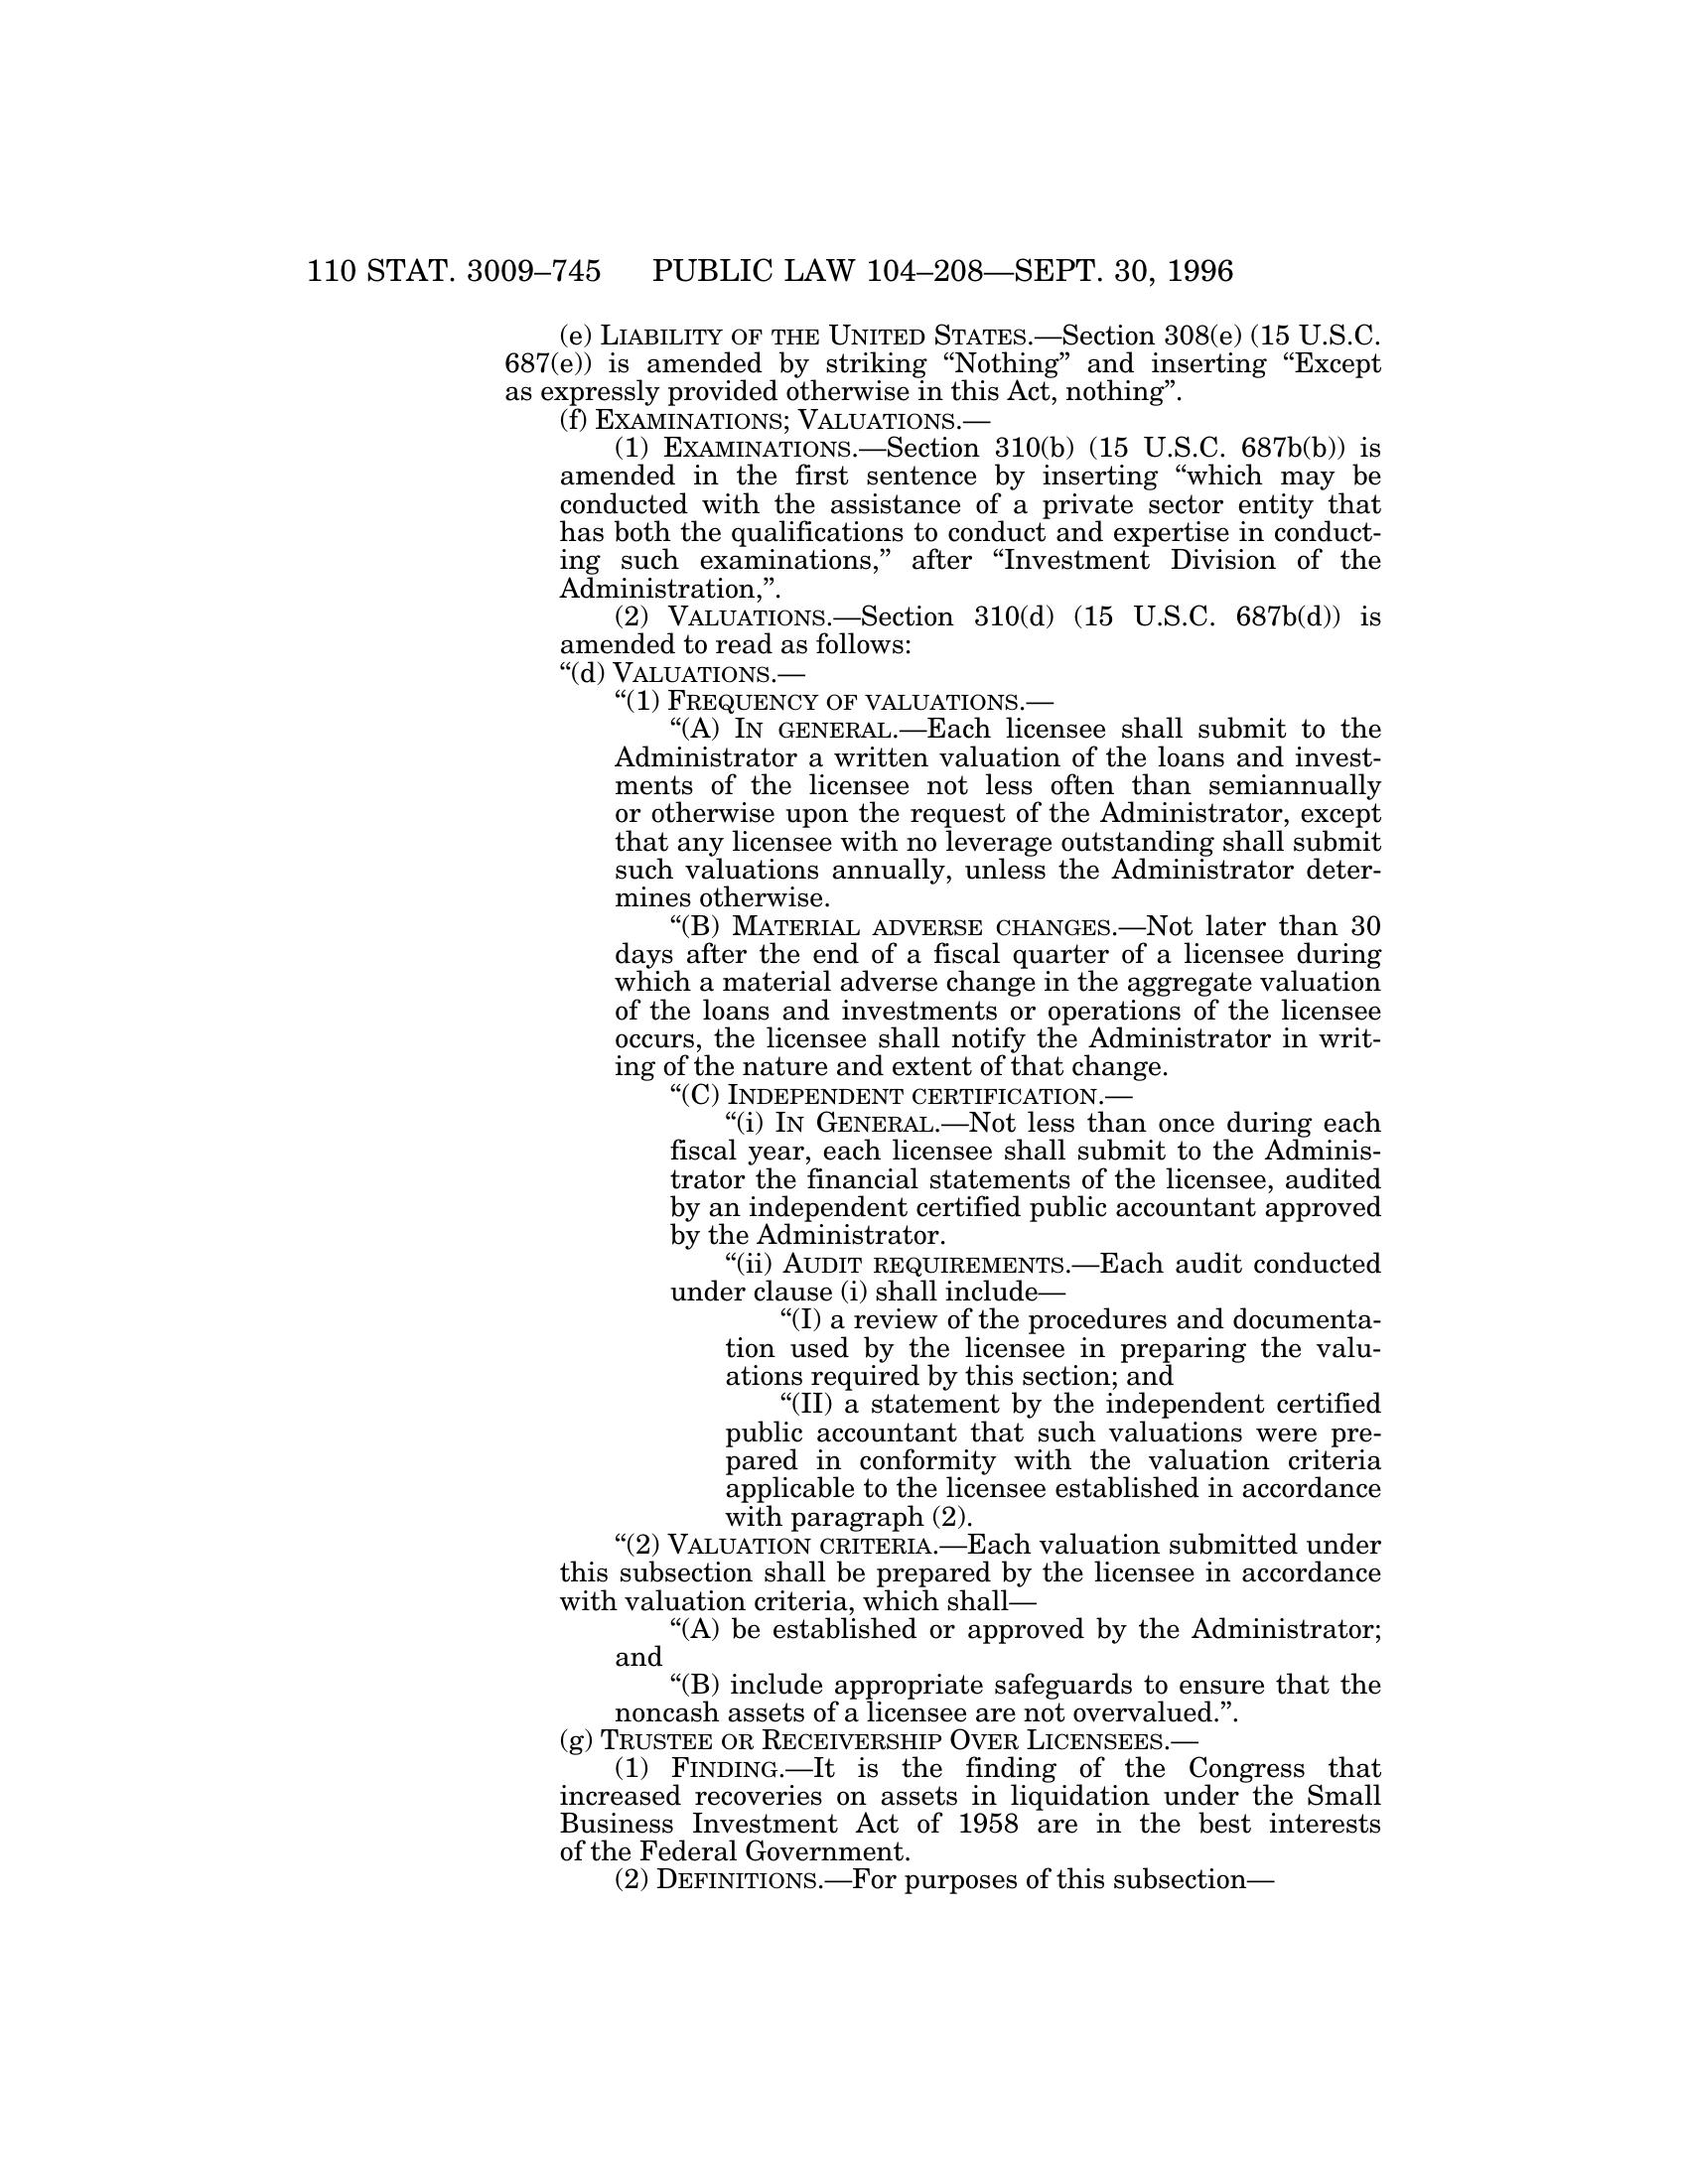 110 STAT. 3009–745 PUBLIC LAW 104–208—SEPT. 30, 1996
(e) LIABILITY OF THE UNITED STATES.—Section 308(e) (15 U.S.C.
687(e)) is amended by striking “Nothing” and inserting “Except
as expressly provided otherwise in this Act, nothing”.
(f) EXAMINATIONS; VALUATIONS.—
(1) EXAMINATIONS.—Section 310(b) (15 U.S.C. 687b(b)) is
amended in the first sentence by inserting “which may be
conducted with the assistance of a private sector entity that
has both the qualifications to conduct and expertise in conduct-
ing such examinations,” after “Investment Division of the
Administration,”.
(2) VALUATIONS.—Section 310(d) (15 U.S.C. 687b(d)) is
amended to read as follows:
“(d) VALUATIONS.—
“(1) FREQUENCY OF VALUATIONS.—
“(A) IN GENERAL.—Each licensee shall submit to the
Administrator a written valuation of the loans and invest-
ments of the licensee not less often than semiannually
or otherwise upon the request of the Administrator, except
that any licensee with no leverage outstanding shall submit
such valuations annually, unless the Administrator deter-
mines otherwise.
“(B) MATERIAL ADVERSE CHANGES.—Not later than 30
days after the end of a fiscal quarter of a licensee during
which a material adverse change in the aggregate valuation
of the loans and investments or operations of the licensee
occurs, the licensee shall notify the Administrator in writ-
ing of the nature and extent of that change.
“(C) INDEPENDENT CERTIFICATION.—
“(i) IN GENERAL.—Not less than once during each
fiscal year, each licensee shall submit to the Adminis-
trator the financial statements of the licensee, audited
by an independent certified public accountant approved
by the Administrator.
“(ii) AUDIT REQUIREMENTS.—Each audit conducted
under clause (i) shall include—
“(I) a review of the procedures and documenta-
tion used by the licensee in preparing the valu-
ations required by this section; and
“(II) a statement by the independent certified
public accountant that such valuations were pre-
pared in conformity with the valuation criteria
applicable to the licensee established in accordance
with paragraph (2).
“(2) VALUATION CRITERIA.—Each valuation submitted under
this subsection shall be prepared by the licensee in accordance
with valuation criteria, which shall—
“(A) be established or approved by the Administrator;
and
“(B) include appropriate safeguards to ensure that the
noncash assets of a licensee are not overvalued.”.
(g) TRUSTEE OR RECEIVERSHIP OVER LICENSEES.—
(1) FINDING.—It is the finding of the Congress that
increased recoveries on assets in liquidation under the Small
Business Investment Act of 1958 are in the best interests
of the Federal Government.
(2) DEFINITIONS.—For purposes of this subsection—